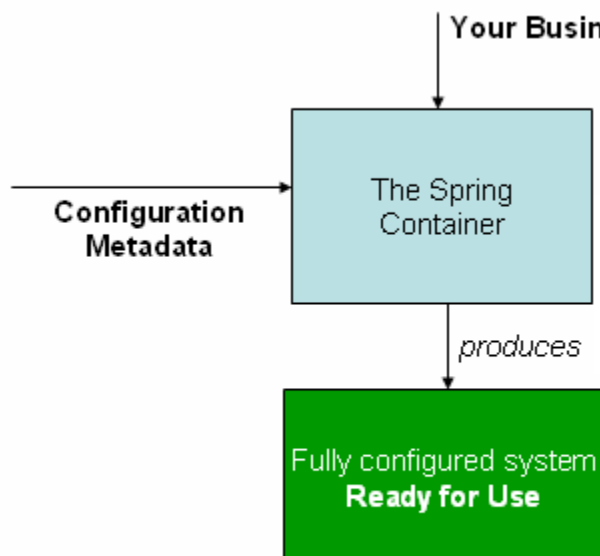 Your Busin
The Spring
Container
Configuration
Metadata
produces
Fully configured system
Ready for Use